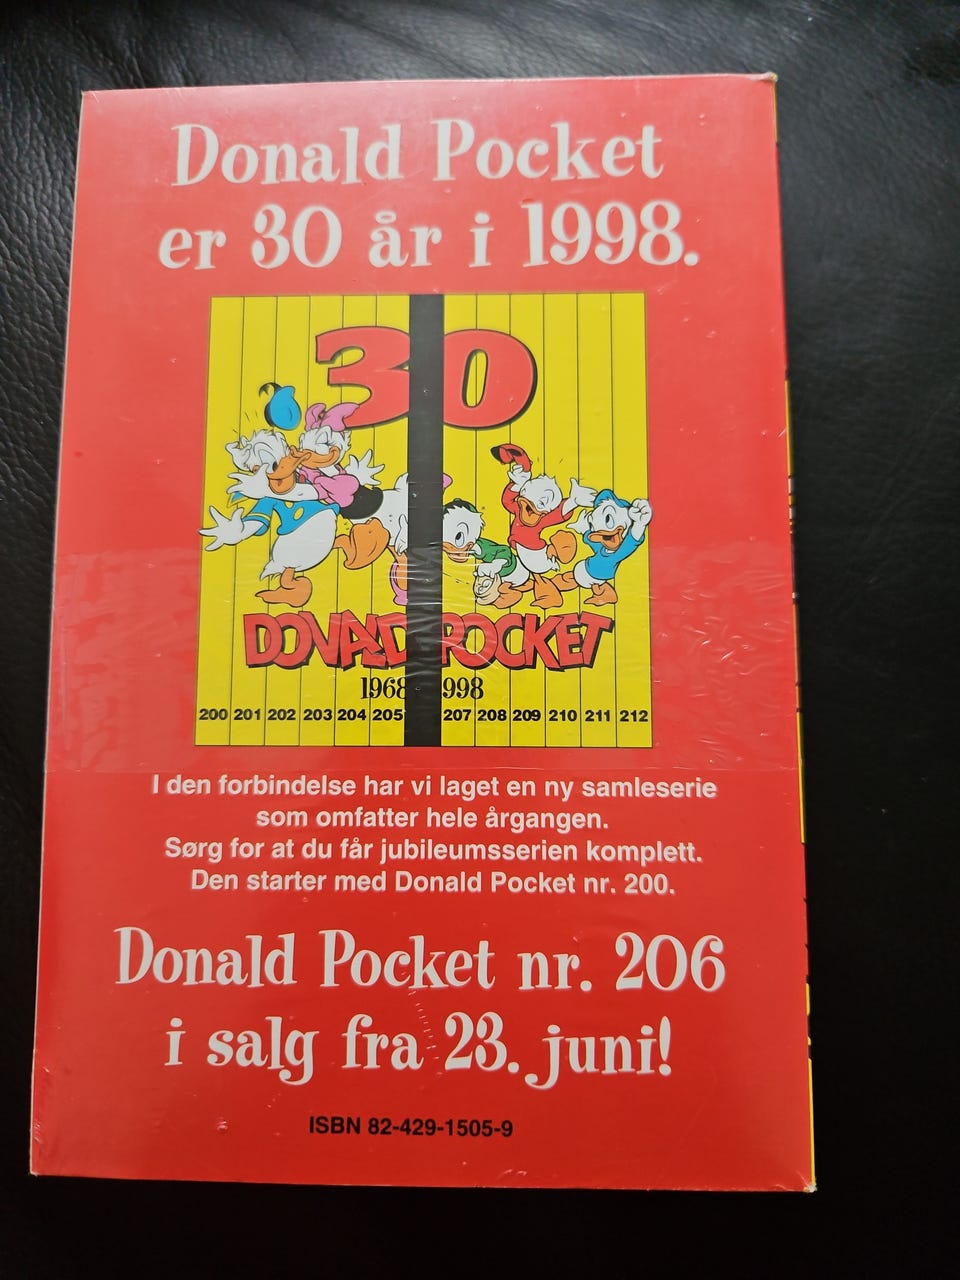 Donald Pocket
er 30 år i 1998.
30
DONALD POCKET
1968 998
200 201 202 203 204 205 207 208 209 210 211 212
I den forbindelse har vi laget en ny samleserie
som omfatter hele årgangen.
Sørg for at du får jubileumsserien komplett.
Den starter med Donald Pocket nr. 200.
Donald Pocket nr. 206
i salg fra 23. juni!
ISBN 82-429-1505-9